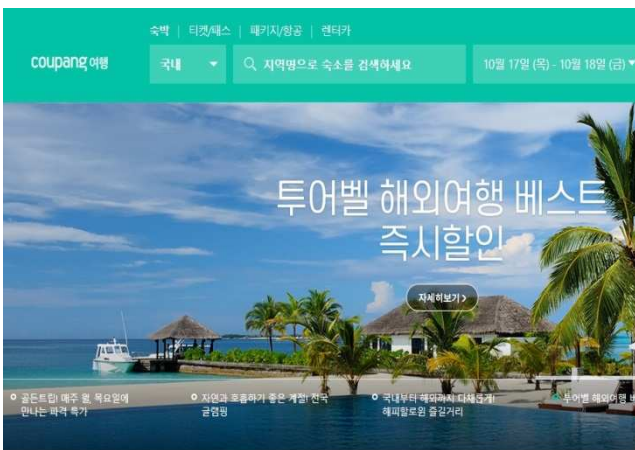 숙박 | 티켓/패스 | 패키지/항공 | 렌터카
coupang 여행
국내
지역명으로 숙소를 검색하세요
10월 17일 (목) - 10월 18일 (금)
투어벨 해외여행 베스트
즉시할인
자세히보기 >
골든트립! 매주 월, 목요일에
만나는 파격 특가
자연과 호흡하기 좋은 계절! 전국
글램핑
국내부터 해외까지 다채롭게!
해피할로윈 즐길거리
투어벨 해외여행